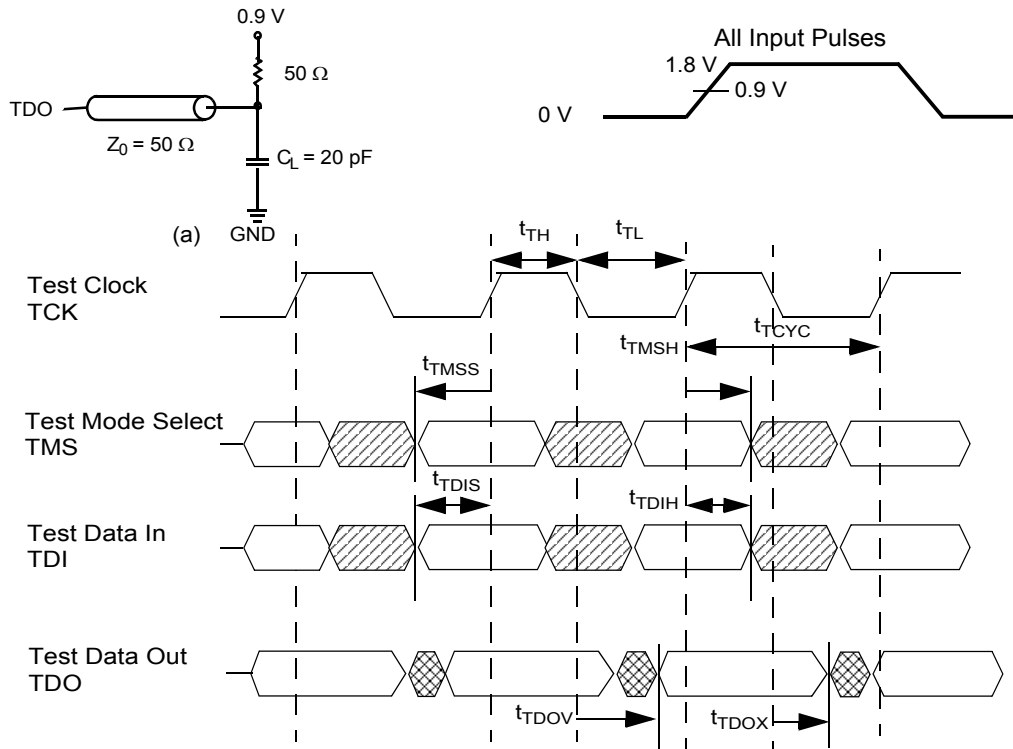 0.9 V
50 Ω
TDO
Z0 = 50 Ω
CL = 20 pF
(a) GND
All Input Pulses
1.8 V
0.9 V
0 V
tTH
tTL
Test Clock
TCK
tTCYC
tTMSH
tTMSS
Test Mode Select
TMS
tTDIS
tTDIH
Test Data In
TDI
Test Data Out
TDO
tTDOV
tTDOX